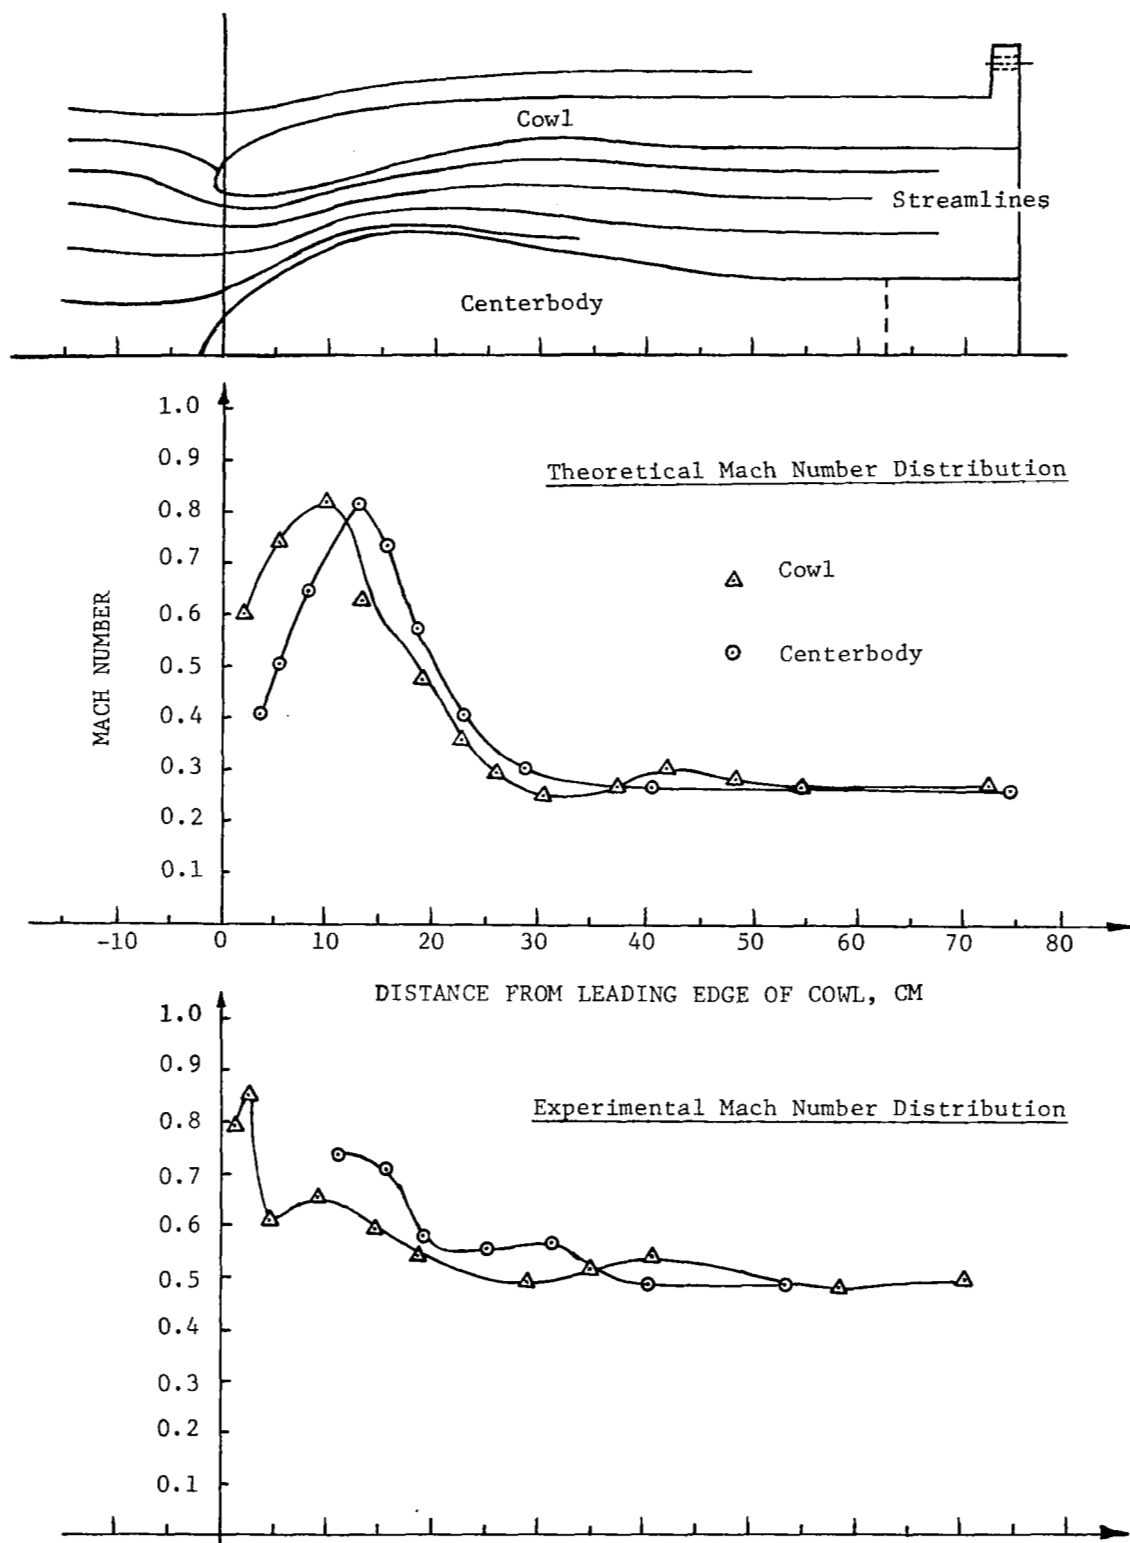 Cowl
Streamlines
Centerbody
1.0
0.9
Theoretical Mach Number Distribution
0.8
0.7
Cowl
0.6
MACH NUMBER
0.5
Centerbody
0.4
0.3
0.2
0.1
-10 0 10 20 30 40 50 60 70 80
DISTANCE FROM LEADING EDGE OF COWL, CM
1.0
0.9
Experimental Mach Number Distribution
0.8
0.7
0.6
0.5
0.4
0.3
0.2
0.1